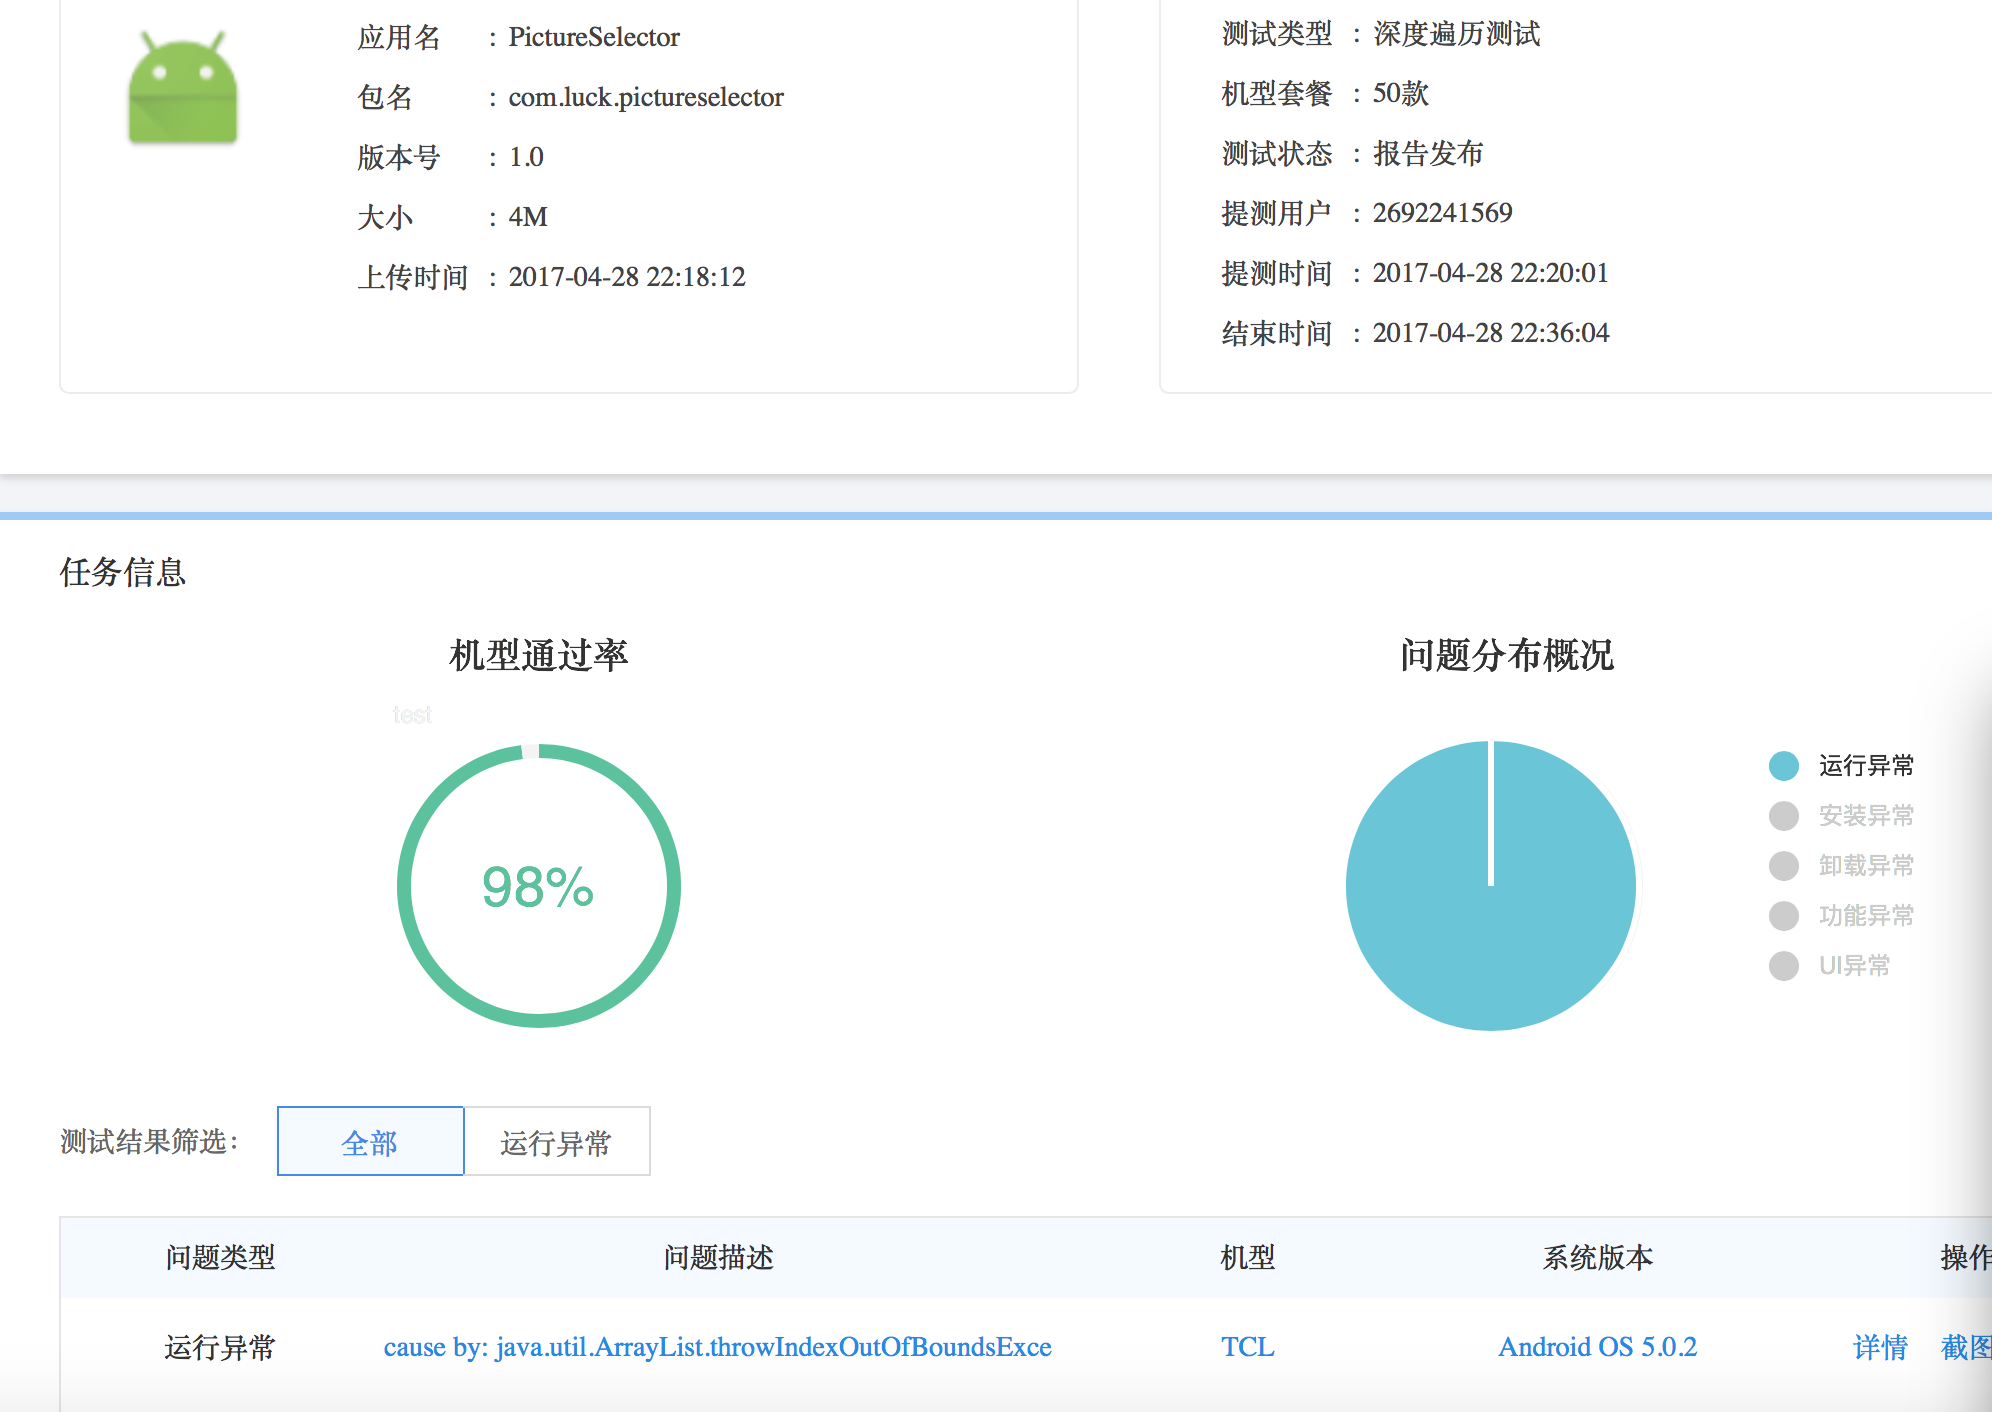 应用名 : PictureSelector
包名 : com.luck.pictureselector
版本号 : 1.0
大小 : 4M
上传时间 : 2017-04-28 22:18:12
测试类型 : 深度遍历测试
机型套餐 : 50款
测试状态 : 报告发布
提测用户 : 2692241569
提测时间 : 2017-04-28 22:20:01
结束时间 : 2017-04-28 22:36:04
任务信息
机型通过率
test
98%
问题分布概况
运行异常
安装异常
卸载异常
功能异常
UI异常
测试结果筛选: 全部 运行异常
问题类型 问题描述 机型 系统版本 操作
运行异常 cause by: java.util.ArrayList.throwIndexOutOfBoundsExce TCL Android OS 5.0.2 详情 截图